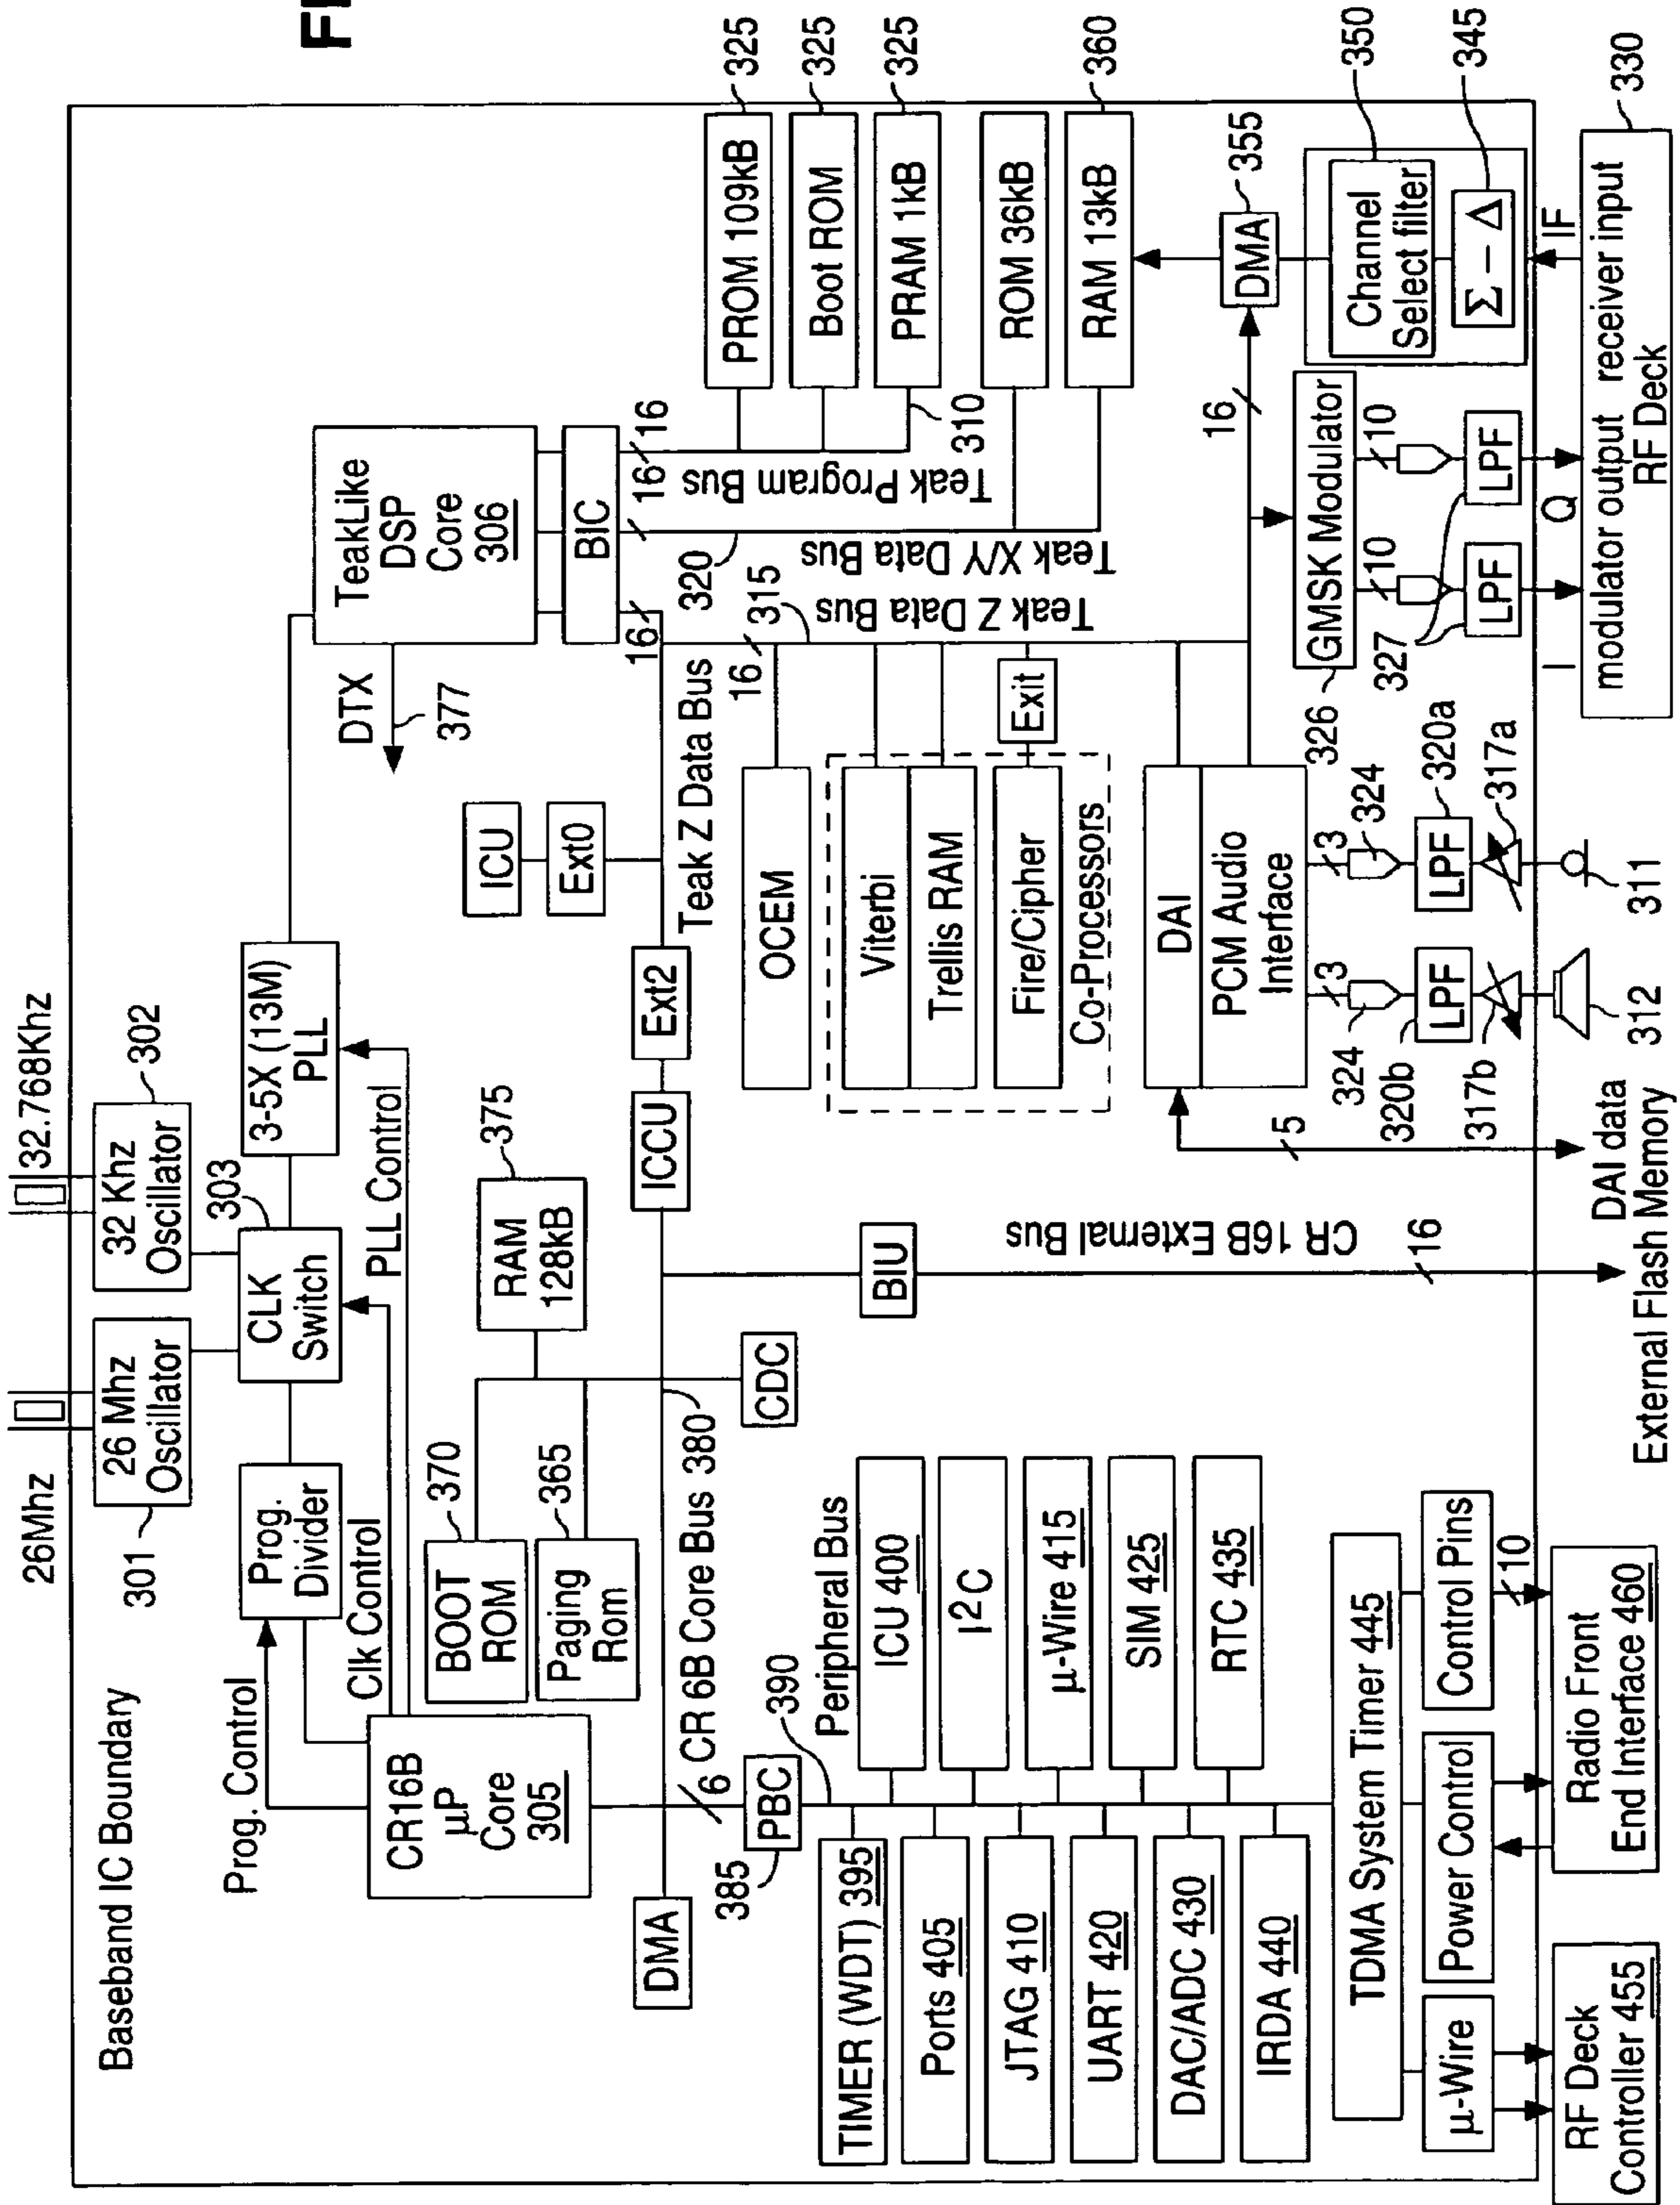 FI
26Mhz
32.768Khz
Baseband IC Boundary
301
26 Mhz
Oscillator
32 Khz
Oscillator
302
303
Prog. Control
Prog.
Divider
CLK
Switch
3-5X (13M)
PLL
Clk Control
PLL Control
CR16B
µP
Core
305
BOOT
ROM
370
Paging
Rom
365
RAM
128kB
375
DTX
377
TeakLike
DSP
Core
306
BIC
16
16
16
ICU
Ext0
DMA
ICCU
Ext2
CR 6B Core Bus 380
Teak Z Data Bus
6
CDC
PBC
385
390
Peripheral Bus
TIMER (WDT) 395
ICU 400
Ports 405
I2C
JTAG 410
µ-Wire 415
UART 420
SIM 425
DAC/ADC 430
RTC 435
IRDA 440
TDMA System Timer 445
µ-Wire
Power Control
Control Pins
10
RF Deck
Controller 455
Radio Front
End Interface 460
BIU
CR 16B External Bus
16
External Flash Memory
DAI data
5
16
315
320
Teak Z Data Bus
Teak X/Y Data Bus
Teak Program Bus
310
PROM 109kB
325
Boot ROM
325
PRAM 1kB
325
ROM 36kB
RAM 13kB
360
OCEM
Viterbi
Trellis RAM
Fire/Cipher
Exit
Co-Processors
DAI
PCM Audio
Interface
3
3
324
324
LPF
LPF
320b
320a
317b
317a
312
311
16
DMA
355
GMSK Modulator
326
10
10
327
LPF
LPF
I
Q
IF
Channel
Select filter
350
Σ – Δ
345
modulator output
receiver input
RF Deck
330